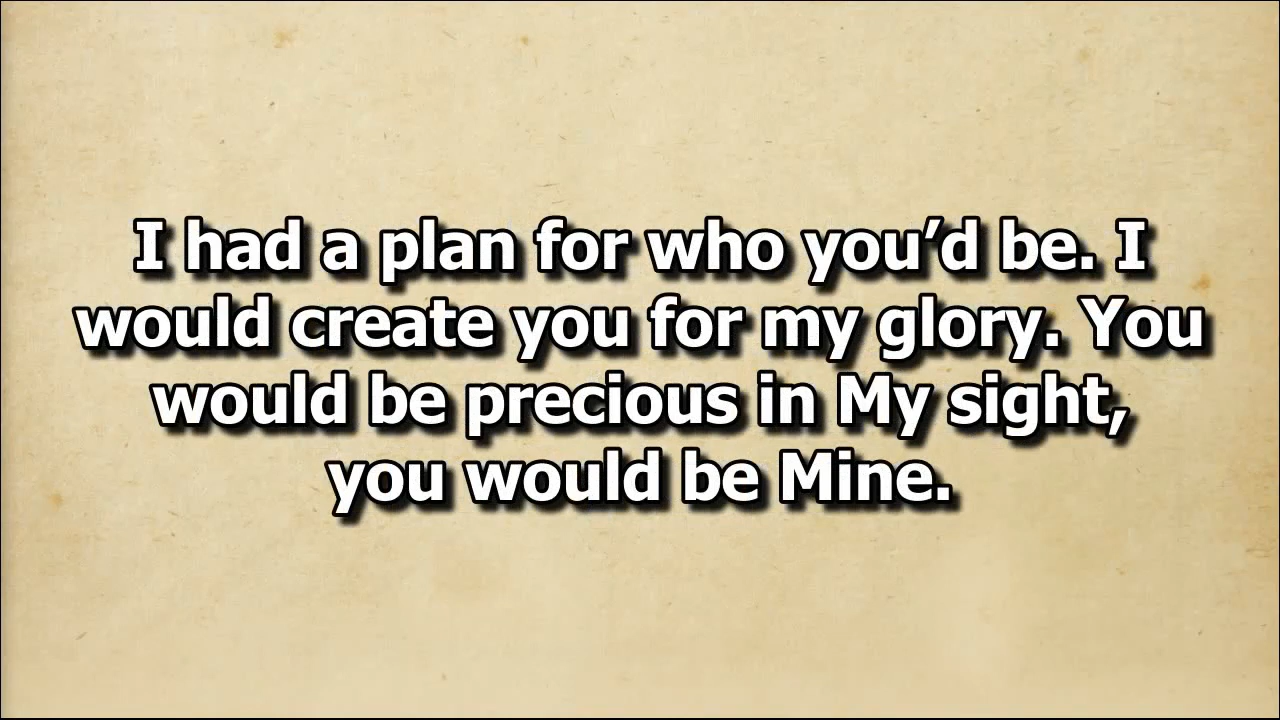 I had a plan for who you’d be. I
would create you for my glory. You
would be precious in My sight,
you would be Mine.